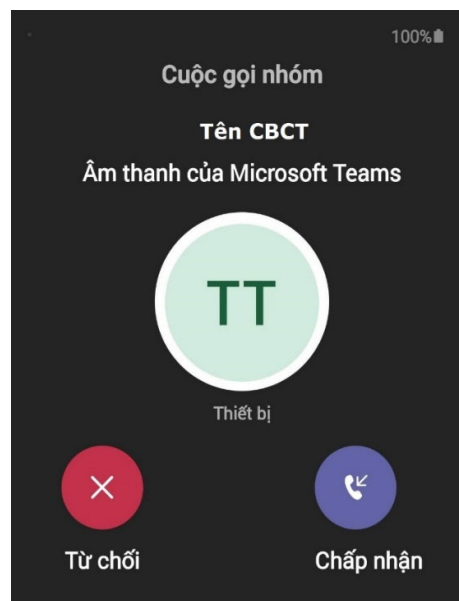 100%
Cuộc gọi nhóm
Tên CBCT
Âm thanh của Microsoft Teams
TT
Thiết bị
Từ chối
Chấp nhận